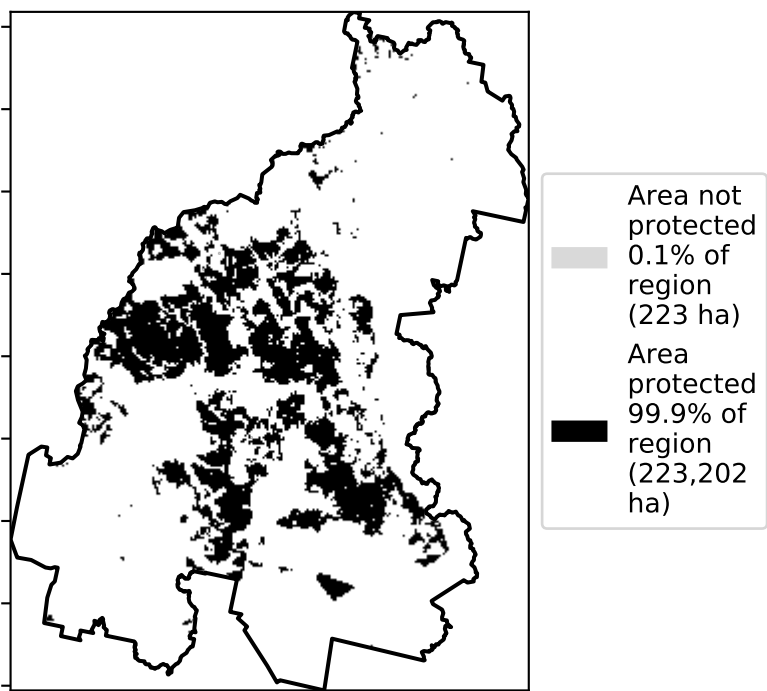 Area not
protected
0.1% of
region
(223 ha)
Area
protected
99.9% of
region
(223,202
ha)